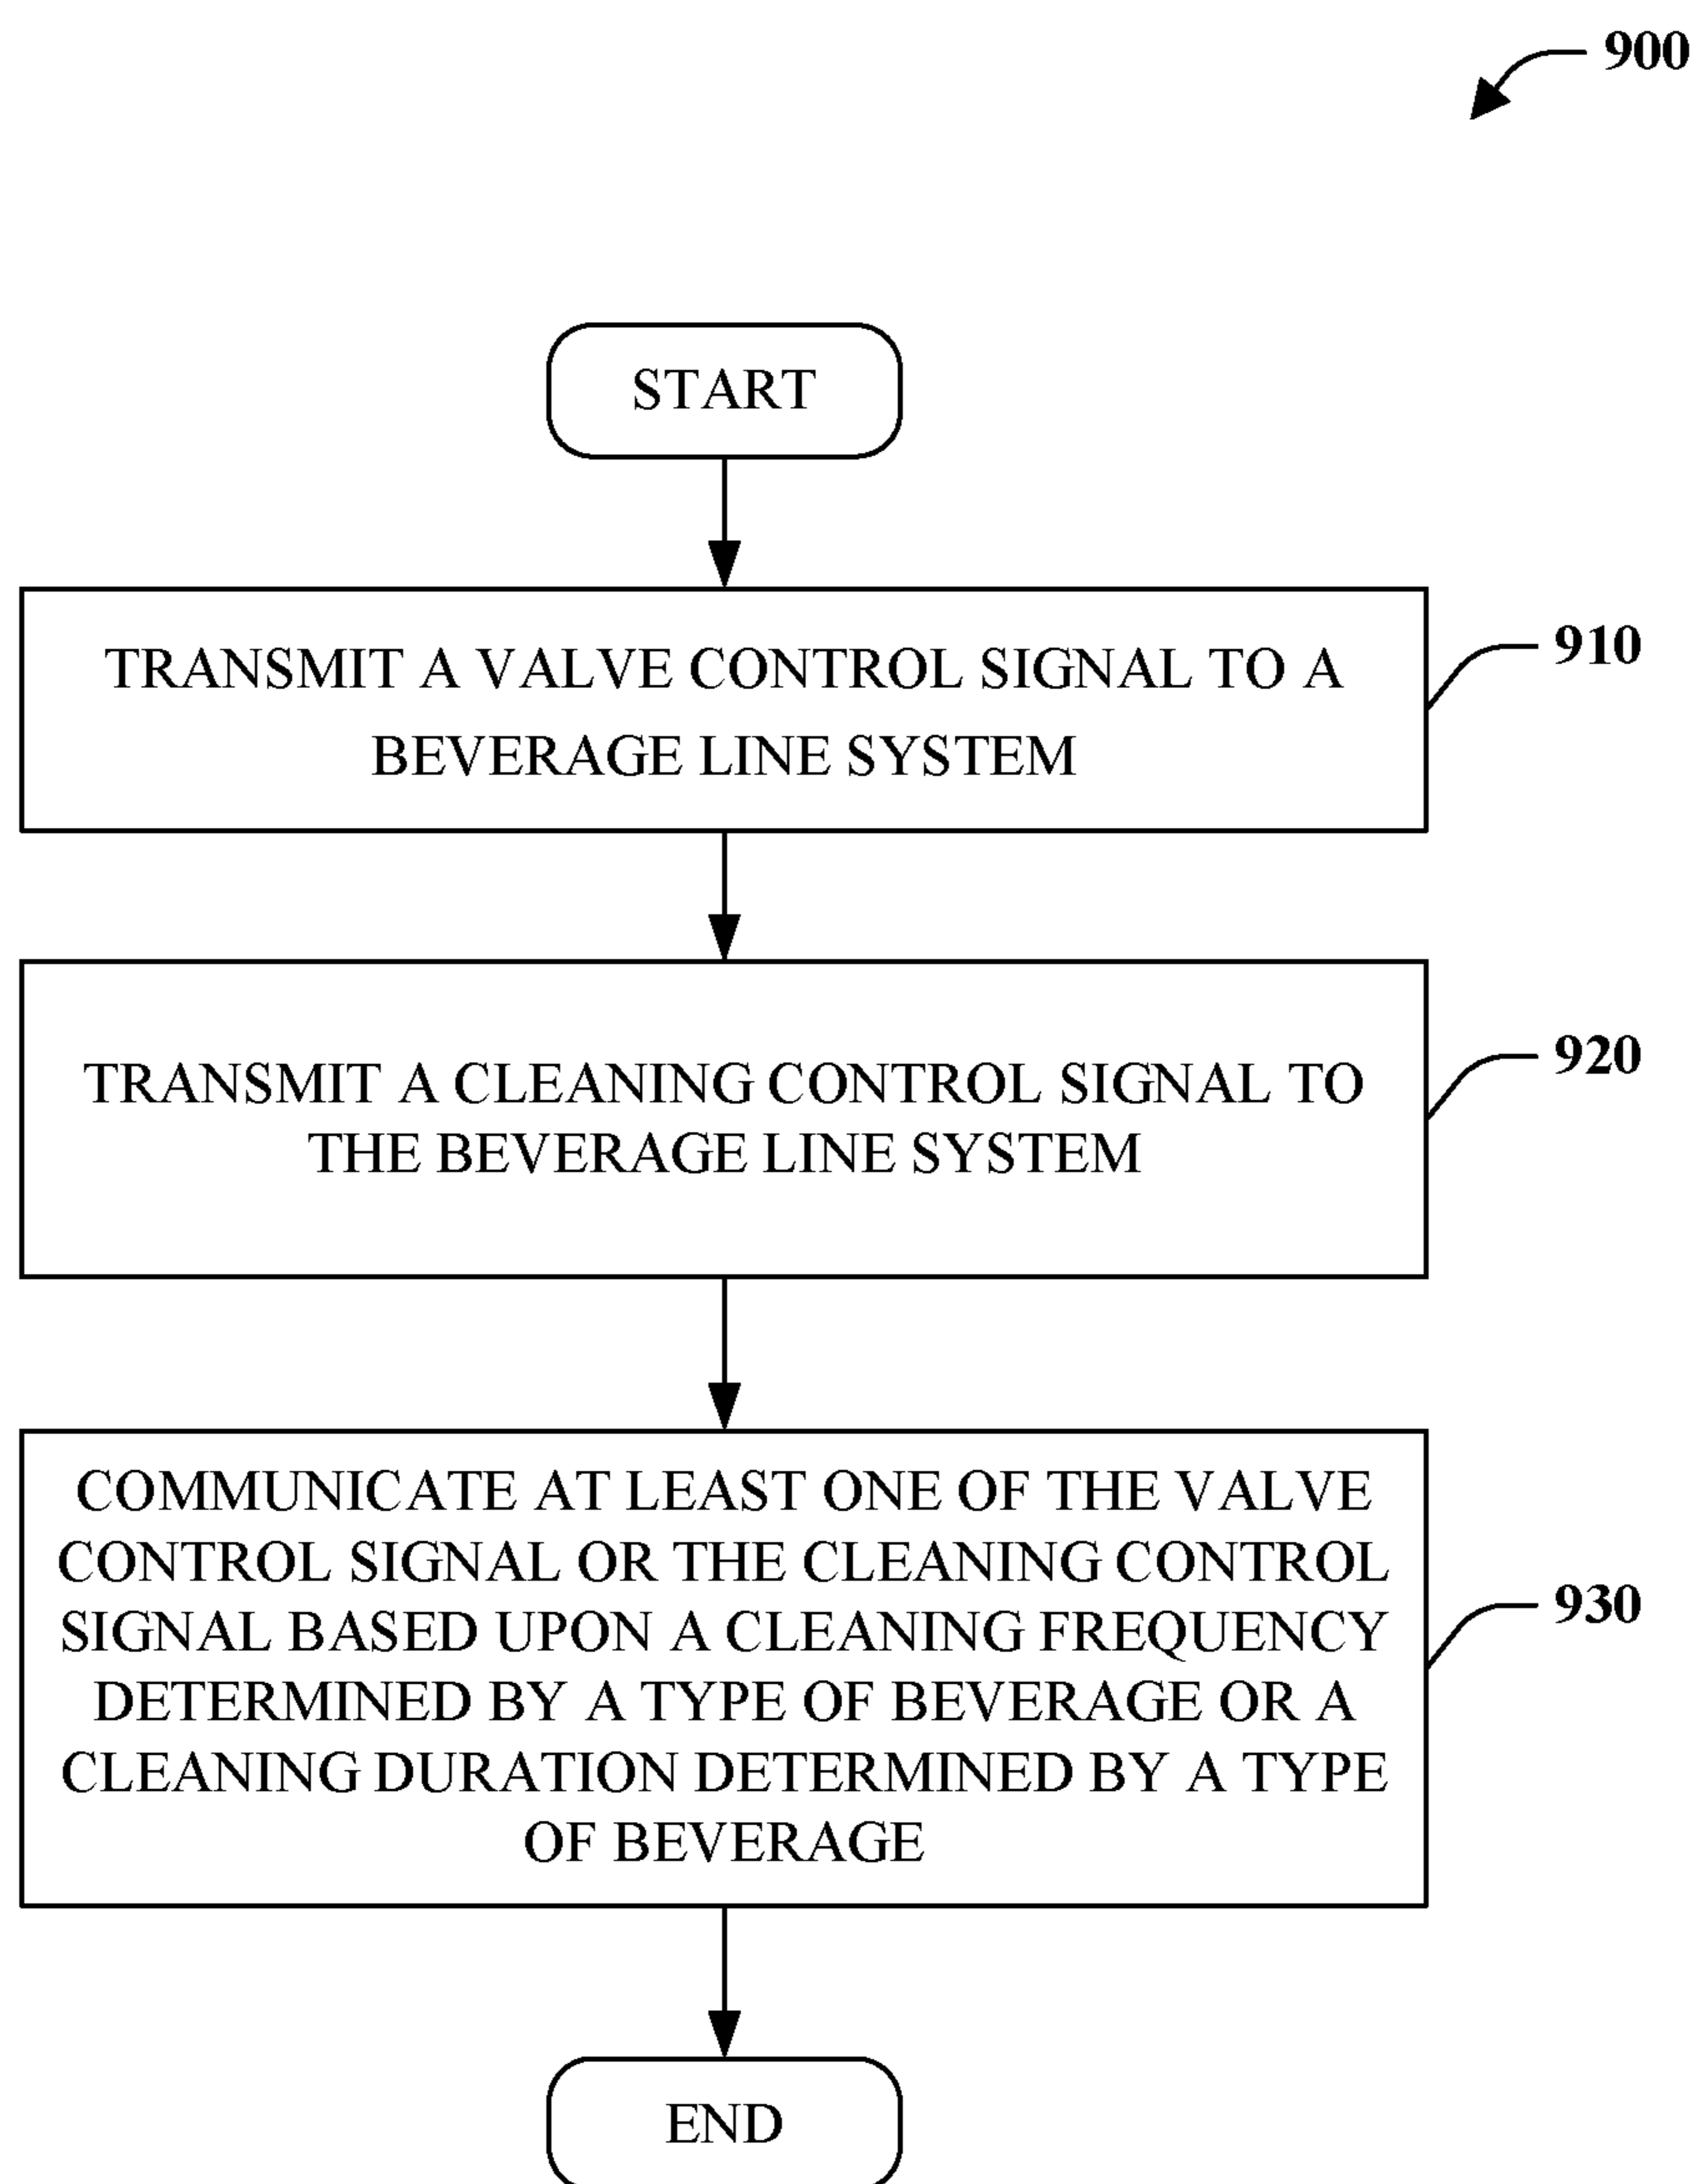 900
START
TRANSMIT A VALVE CONTROL SIGNAL TO A
BEVERAGE LINE SYSTEM
910
TRANSMIT A CLEANING CONTROL SIGNAL TO
THE BEVERAGE LINE SYSTEM
920
COMMUNICATE AT LEAST ONE OF THE VALVE
CONTROL SIGNAL OR THE CLEANING CONTROL
SIGNAL BASED UPON A CLEANING FREQUENCY
DETERMINED BY A TYPE OF BEVERAGE OR A
CLEANING DURATION DETERMINED BY A TYPE
OF BEVERAGE
930
END